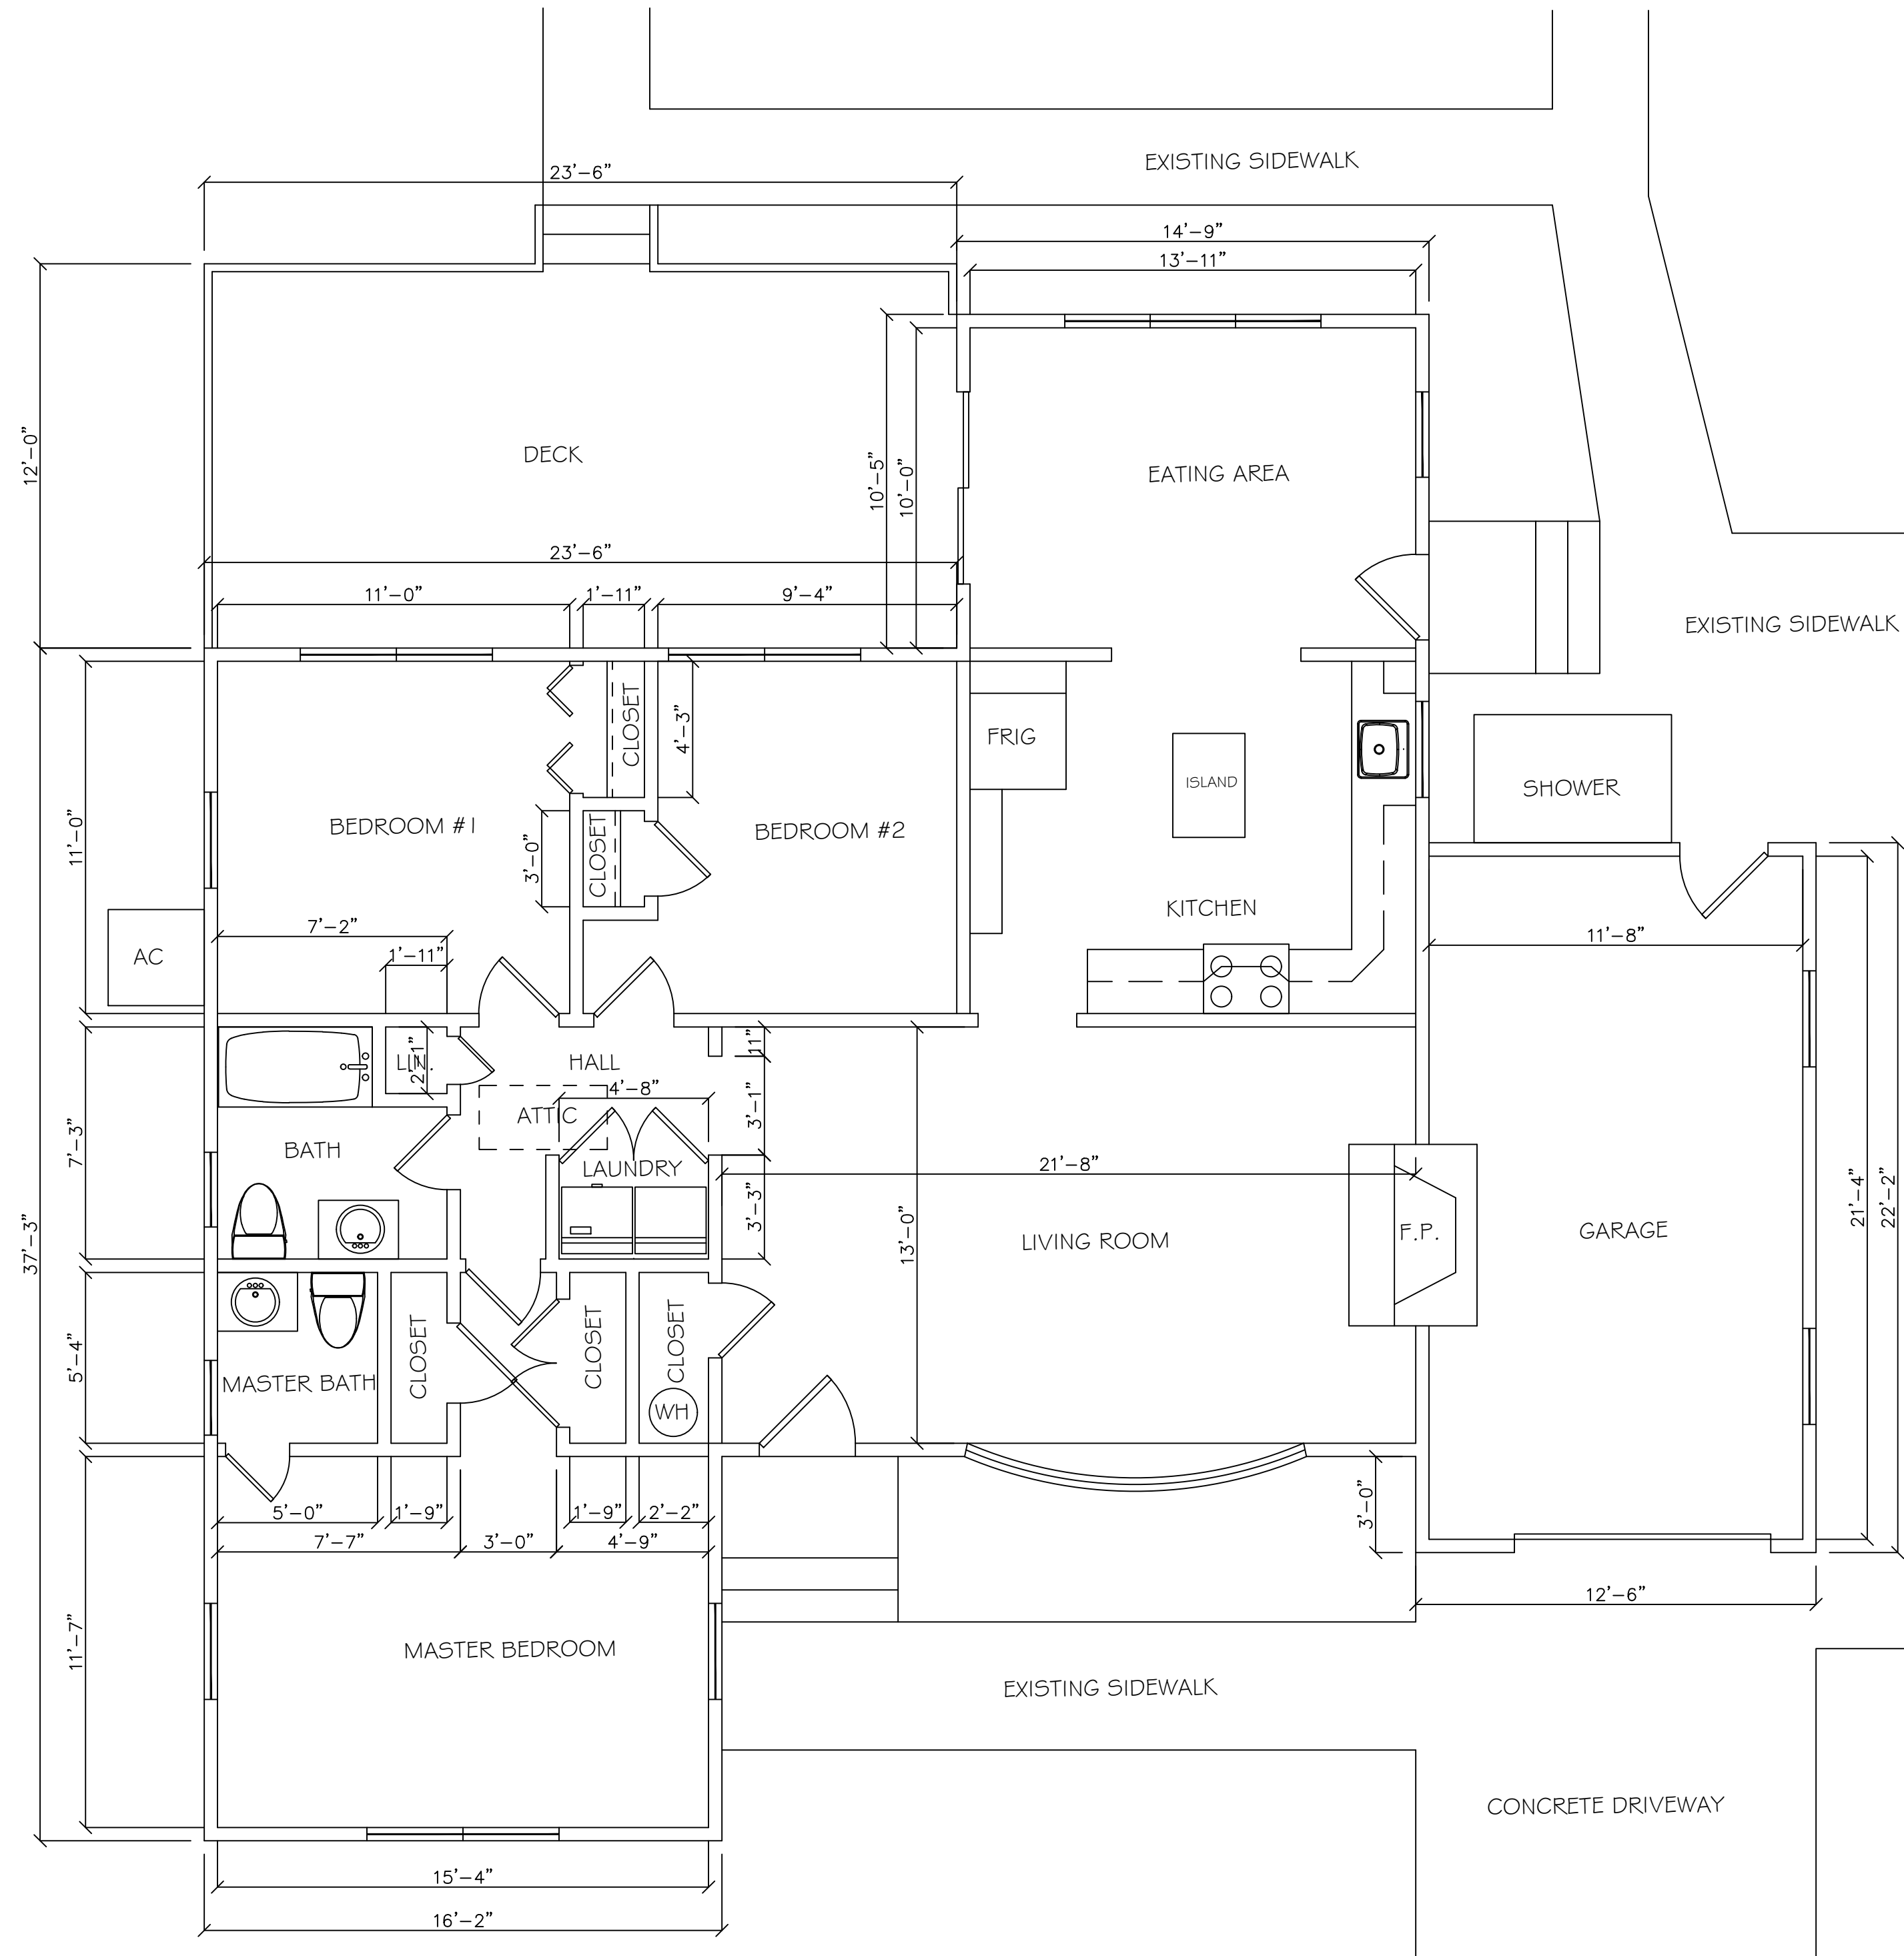 EXISTING SIDEWALK
23'-6"
14'-9"
13'-11"
12'-0"
DECK
10'-5"
10'-0"
EATING AREA
23'-6"
11'-0"
1'-11"
9'-4"
EXISTING SIDEWALK
CLOSET
4'-3"
FRIG
ISLAND
SHOWER
11'-0"
BEDROOM #1
3'-0"
CLOSET
BEDROOM #2
KITCHEN
7'-2"
1'-11"
AC
11'-8"
LIN.
2'-1"
HALL
11"
4'-8"
ATTIC
3'-1"
7'-3"
BATH
LAUNDRY
21'-8"
3'-3"
37'-3"
13'-0"
LIVING ROOM
F.P.
GARAGE
21'-4"
22'-2"
5'-4"
MASTER BATH
CLOSET
CLOSET
CLOSET
WH
5'-0"
1'-9"
1'-9"
2'-2"
3'-0"
7'-7"
3'-0"
4'-9"
12'-6"
11'-7"
MASTER BEDROOM
EXISTING SIDEWALK
CONCRETE DRIVEWAY
15'-4"
16'-2"